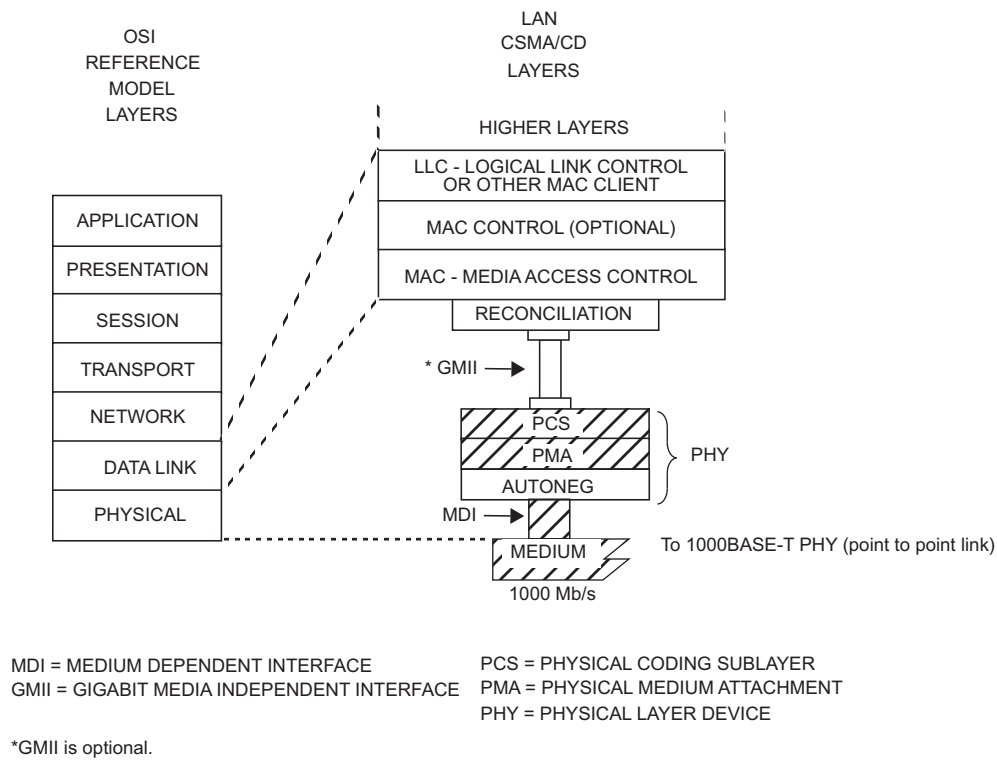 OSI
REFERENCE
MODEL
LAYERS
LAN
CSMA/CD
LAYERS
HIGHER LAYERS
LLC - LOGICAL LINK CONTROL
OR OTHER MAC CLIENT
MAC CONTROL (OPTIONAL)
MAC - MEDIA ACCESS CONTROL
RECONCILIATION
APPLICATION
PRESENTATION
SESSION
TRANSPORT
NETWORK
DATA LINK
PHYSICAL
* GMII
PCS
PMA
AUTONEG
PHY
MDI
MEDIUM
To 1000BASE-T PHY (point to point link)
1000 Mb/s
MDI = MEDIUM DEPENDENT INTERFACE
GMII = GIGABIT MEDIA INDEPENDENT INTERFACE
PCS = PHYSICAL CODING SUBLAYER
PMA = PHYSICAL MEDIUM ATTACHMENT
PHY = PHYSICAL LAYER DEVICE
*GMII is optional.